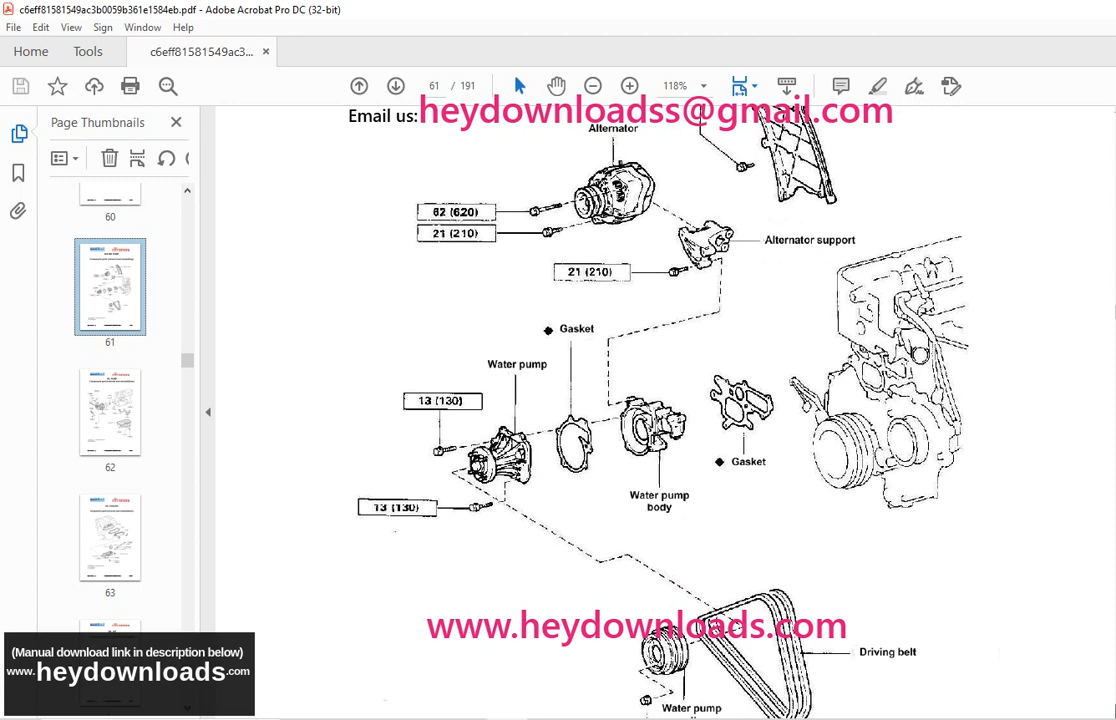 c6eff81581549ac3b0059b361e1584eb.pdf - Adobe Acrobat Pro DC (32-bit)
File Edit View Sign Window Help
Home Tools c6eff81581549ac3... ×
61 / 191 118%
Page Thumbnails
60
61
62
63
Email us:heydownloadss@gmail.com
Alternator
62 (620)
21 (210)
Alternator support
21 (210)
◆ Gasket
Water pump
13 (130)
◆ Gasket
Water pump
body
13 (130)
www.heydownloads.com
Driving belt
Water pump
(Manual download link in description below)
www.heydownloads.com